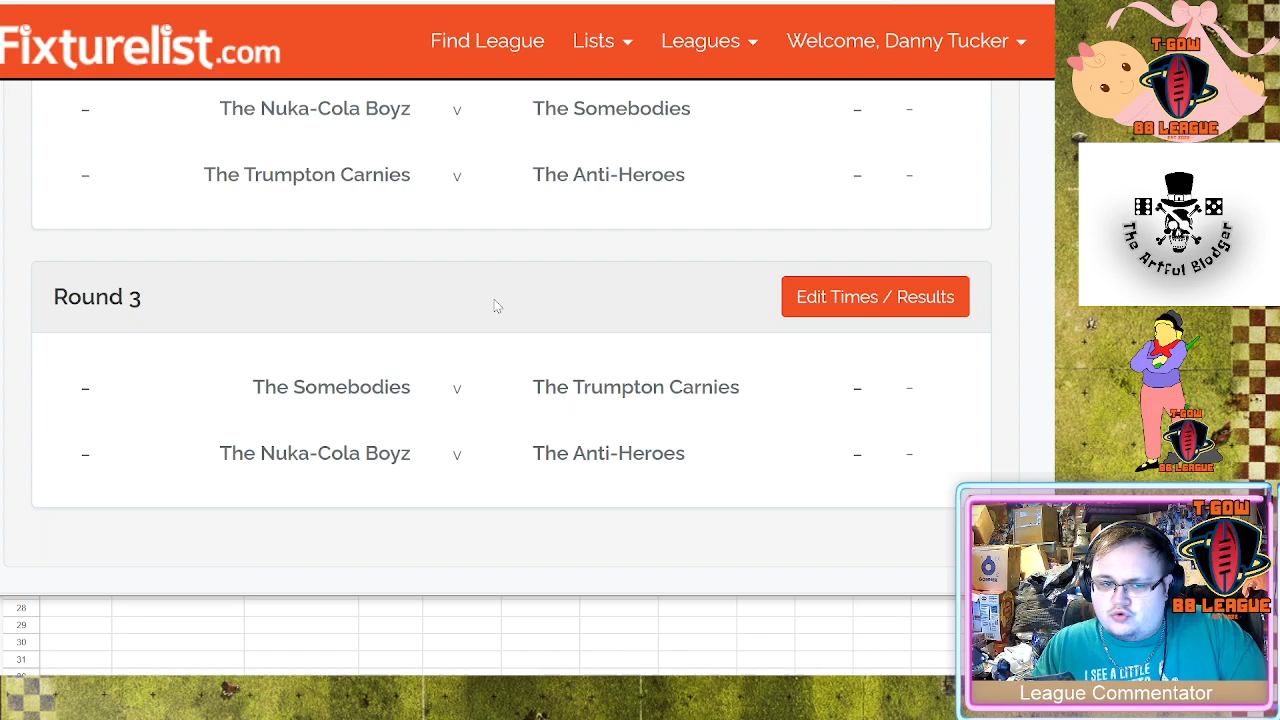 Fixturelist.com
Find League
Lists
Leagues
Welcome, Danny Tucker
– The Nuka-Cola Boyz v The Somebodies – -
– The Trumpton Carnies v The Anti-Heroes – -
Round 3
Edit Times / Results
– The Somebodies v The Trumpton Carnies – -
– The Nuka-Cola Boyz v The Anti-Heroes – -
28
29
30
31
T-GOW
BB LEAGUE
The Artful Blodger
T-GOW
BB LEAGUE
T-GOW
BB LEAGUE
I SEE A LITTLE
League Commentator